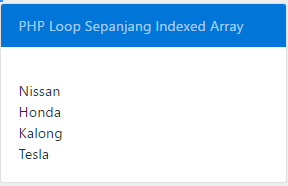 PHP Loop Sepanjang Indexed Array
Nissan
Honda
Kalong
Tesla